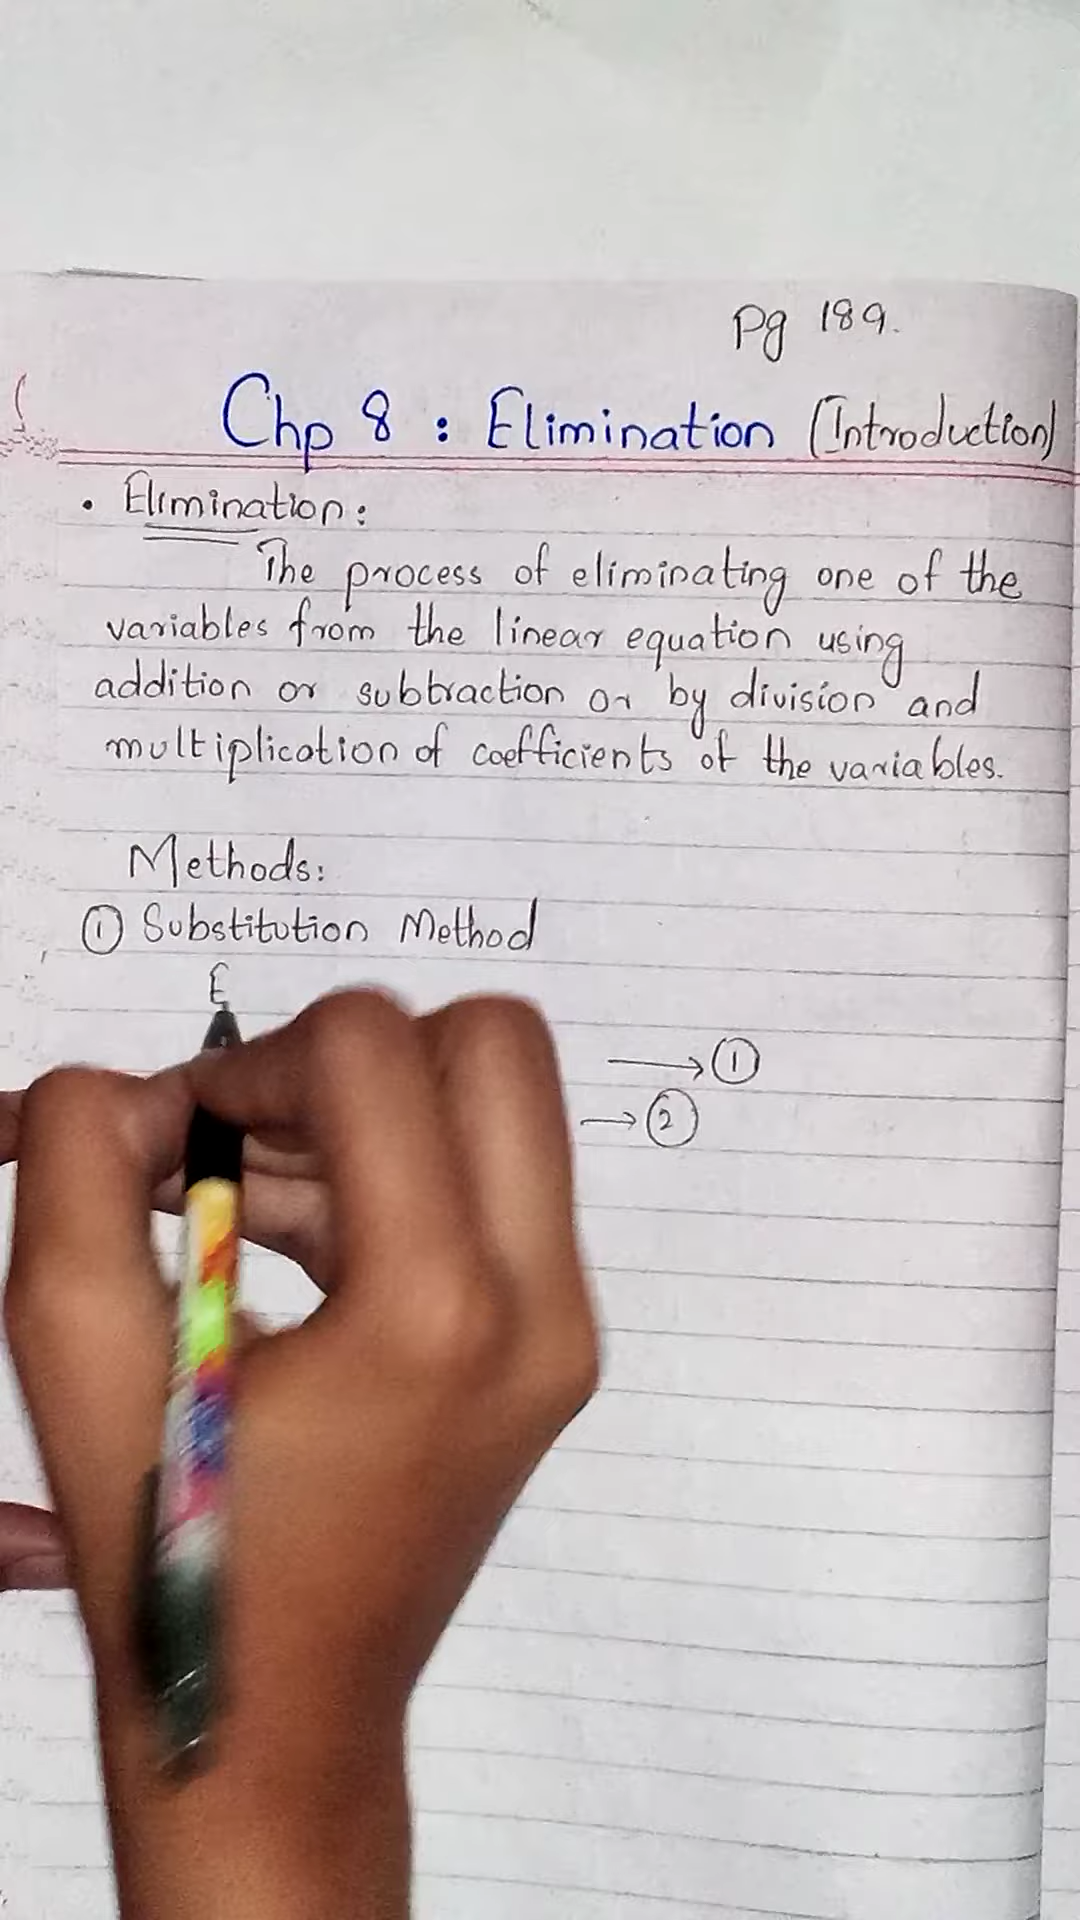 Pg 189.
Chp 8 : Elimination (Introduction)
• Elimination :
The process of eliminating one of the
variables from the linear equation using
addition or subtraction or by division and
multiplication of coefficients of the variables.
Methods:
① Substitution Method
E
→ ①
→ ②